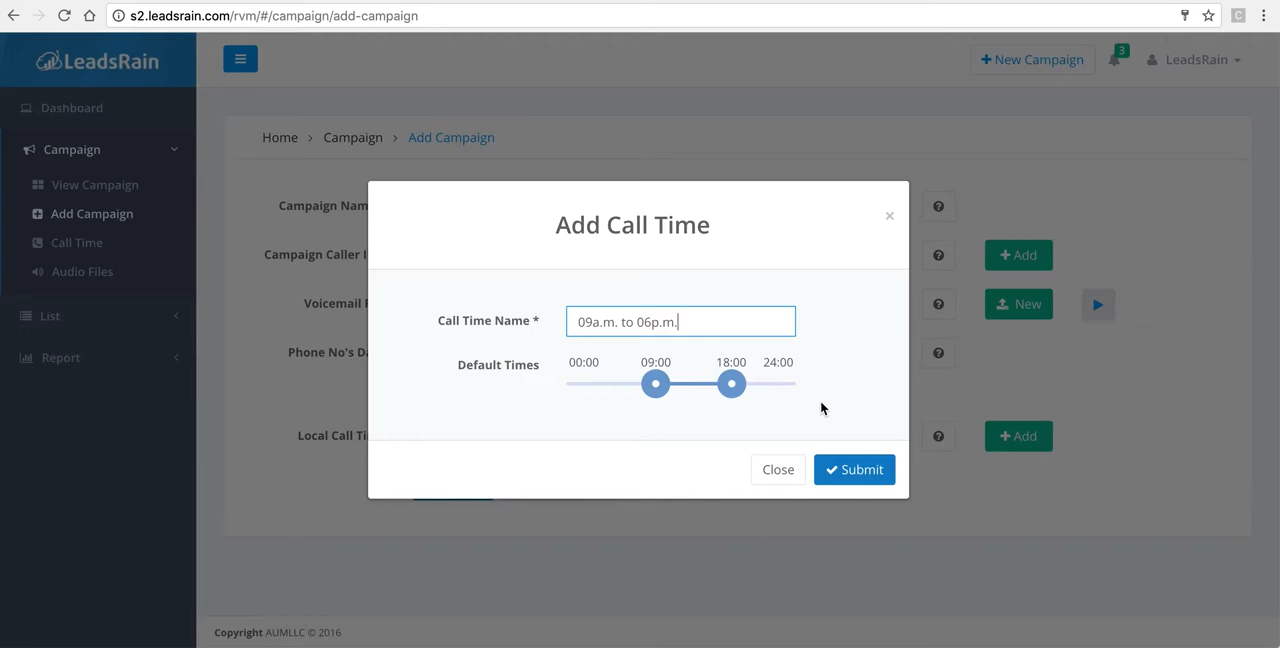 s2.leadsrain.com/rvm/#/campaign/add-campaign
C
LeadsRain
+ New Campaign
3
LeadsRain
Dashboard
Campaign
View Campaign
Add Campaign
Call Time
Audio Files
List
Report
Home > Campaign > Add Campaign
Campaign Nam
Campaign Caller I
+ Add
Voicemail
New
Phone No's Da
Local Call Ti
+ Add
Add Call Time
×
Call Time Name *
09a.m. to 06p.m.
Default Times
00:00 09:00 18:00 24:00
Close
Submit
Copyright AUMLLC © 2016